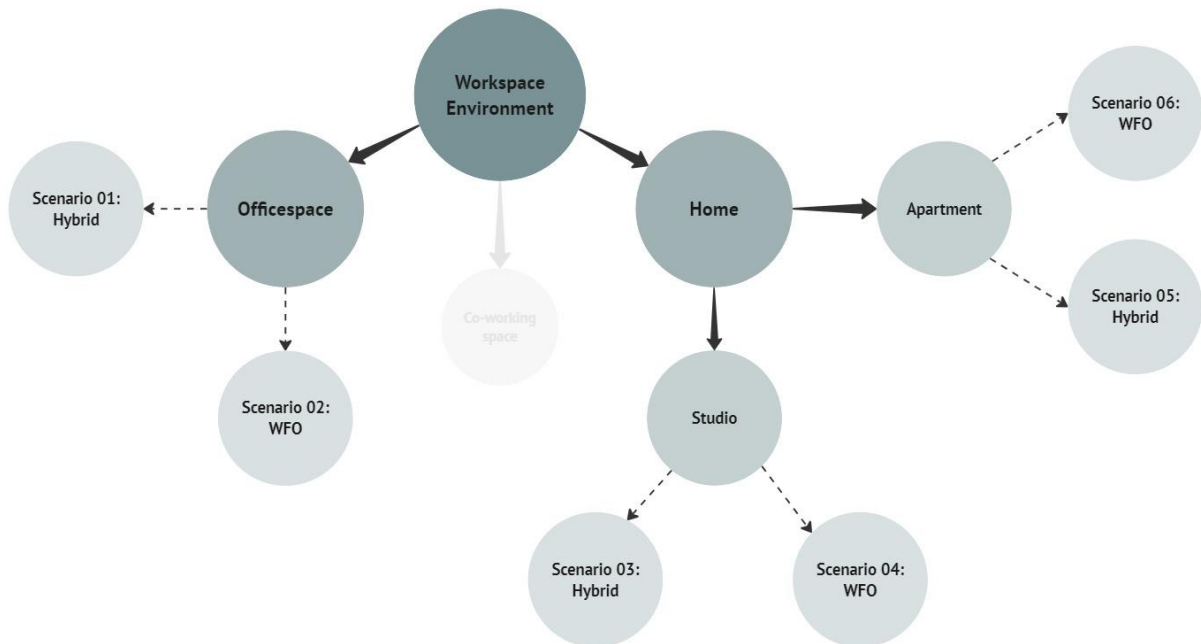 Workspace
Environment
Scenario 06:
WFO
Scenario 01:
Hybrid
Officespace
Home
Apartment
Co-working
space
Scenario 05:
Hybrid
Scenario 02:
WFO
Studio
Scenario 03:
Hybrid
Scenario 04:
WFO